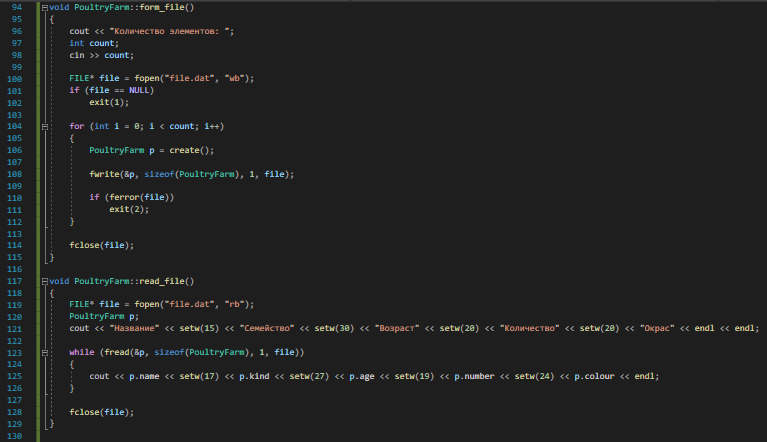 94 void PoultryFarm::form_file()
95 {
96 cout << "Количество элементов: ";
97 int count;
98 cin >> count;
99
100 FILE* file = fopen("file.dat", "wb");
101 if (file == NULL)
102 exit(1);
103
104 for (int i = 0; i < count; i++)
105 {
106 PoultryFarm p = create();
107
108 fwrite(&p, sizeof(PoultryFarm), 1, file);
109
110 if (ferror(file))
111 exit(2);
112 }
113
114 fclose(file);
115 }
116
117 void PoultryFarm::read_file()
118 {
119 FILE* file = fopen("file.dat", "rb");
120 PoultryFarm p;
121 cout << "Название" << setw(15) << "Семейство" << setw(30) << "Возраст" << setw(20) << "Количество" << setw(20) << "Окрас" << endl << endl;
122
123 while (fread(&p, sizeof(PoultryFarm), 1, file))
124 {
125 cout << p.name << setw(17) << p.kind << setw(27) << p.age << setw(19) << p.number << setw(24) << p.colour << endl;
126 }
127
128 fclose(file);
129 }
130